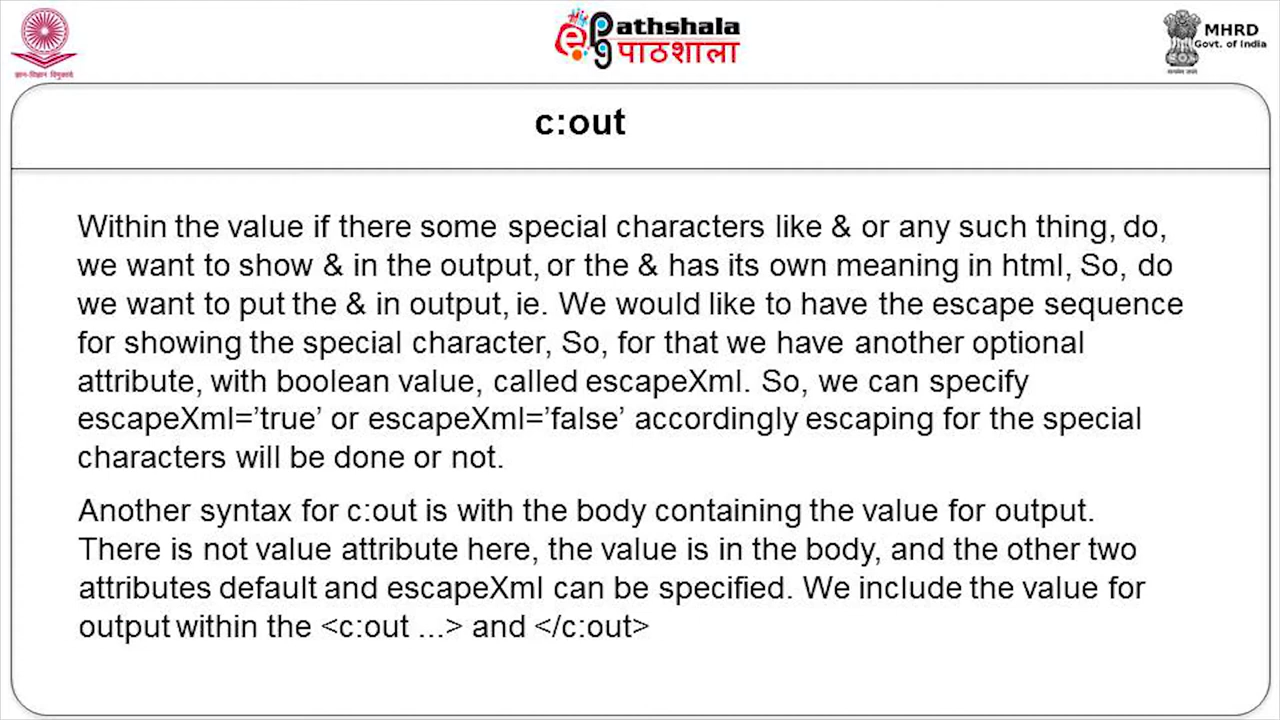 ज्ञान-विज्ञान विमुक्तये
ePathshala
पाठशाला
MHRD
Govt. of India
सत्यमेव जयते
c:out
Within the value if there some special characters like & or any such thing, do,
we want to show & in the output, or the & has its own meaning in html, So, do
we want to put the & in output, ie. We would like to have the escape sequence
for showing the special character, So, for that we have another optional
attribute, with boolean value, called escapeXml. So, we can specify
escapeXml=’true’ or escapeXml=’false’ accordingly escaping for the special
characters will be done or not.
Another syntax for c:out is with the body containing the value for output.
There is not value attribute here, the value is in the body, and the other two
attributes default and escapeXml can be specified. We include the value for
output within the <c:out ...> and </c:out>